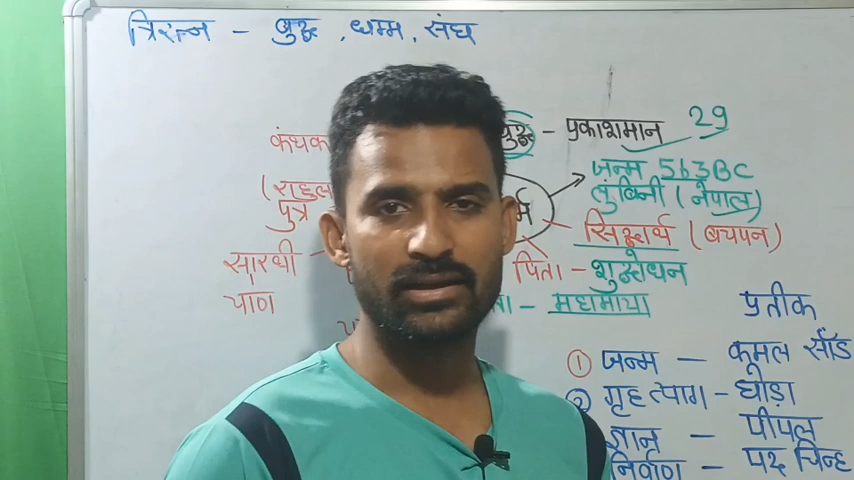 त्रिरत्न - बुद्ध, धम्म, संघ
बुद्ध - प्रकाशमान 29
कंथक
जन्म 563BC
(राहुल
लुंबिनी (नेपाल)
पुत्र
सिद्धार्थ (बचपन)
सारथी
पिता - शुद्धोधन
चाण
महामाया
प्रतीक
① जन्म - कमल साँड
② गृह त्याग - घोड़ा
ज्ञान - पीपल
निर्वाण - पद चिन्ह